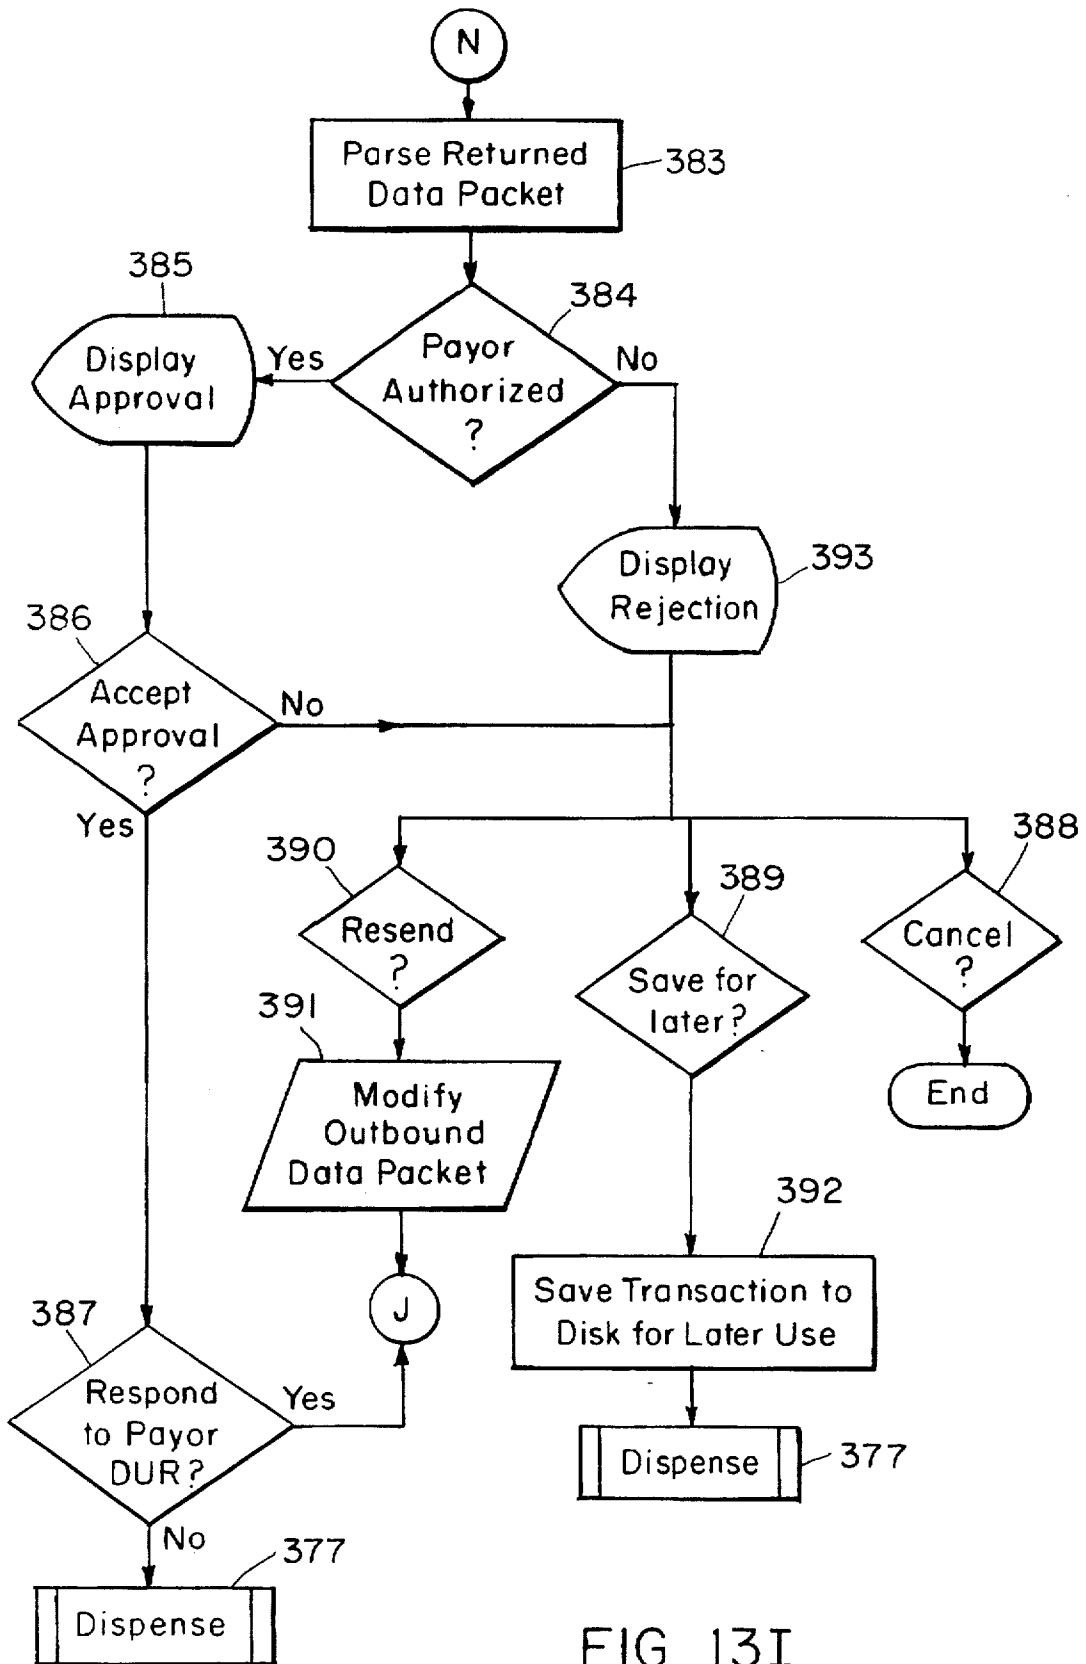 N
Parse Returned
Data Packet
383
385
384
Display
Approval
Yes
Payor
Authorized
?
No
Display
Rejection
393
386
Accept
Approval
?
No
Yes
390
389
388
Resend
?
Save for
later?
Cancel
?
391
Modify
Outbound
Data Packet
End
392
J
Save Transaction to
Disk for Later Use
387
Respond
to Payor
DUR?
Yes
Dispense
377
No
377
Dispense
FIG 13I